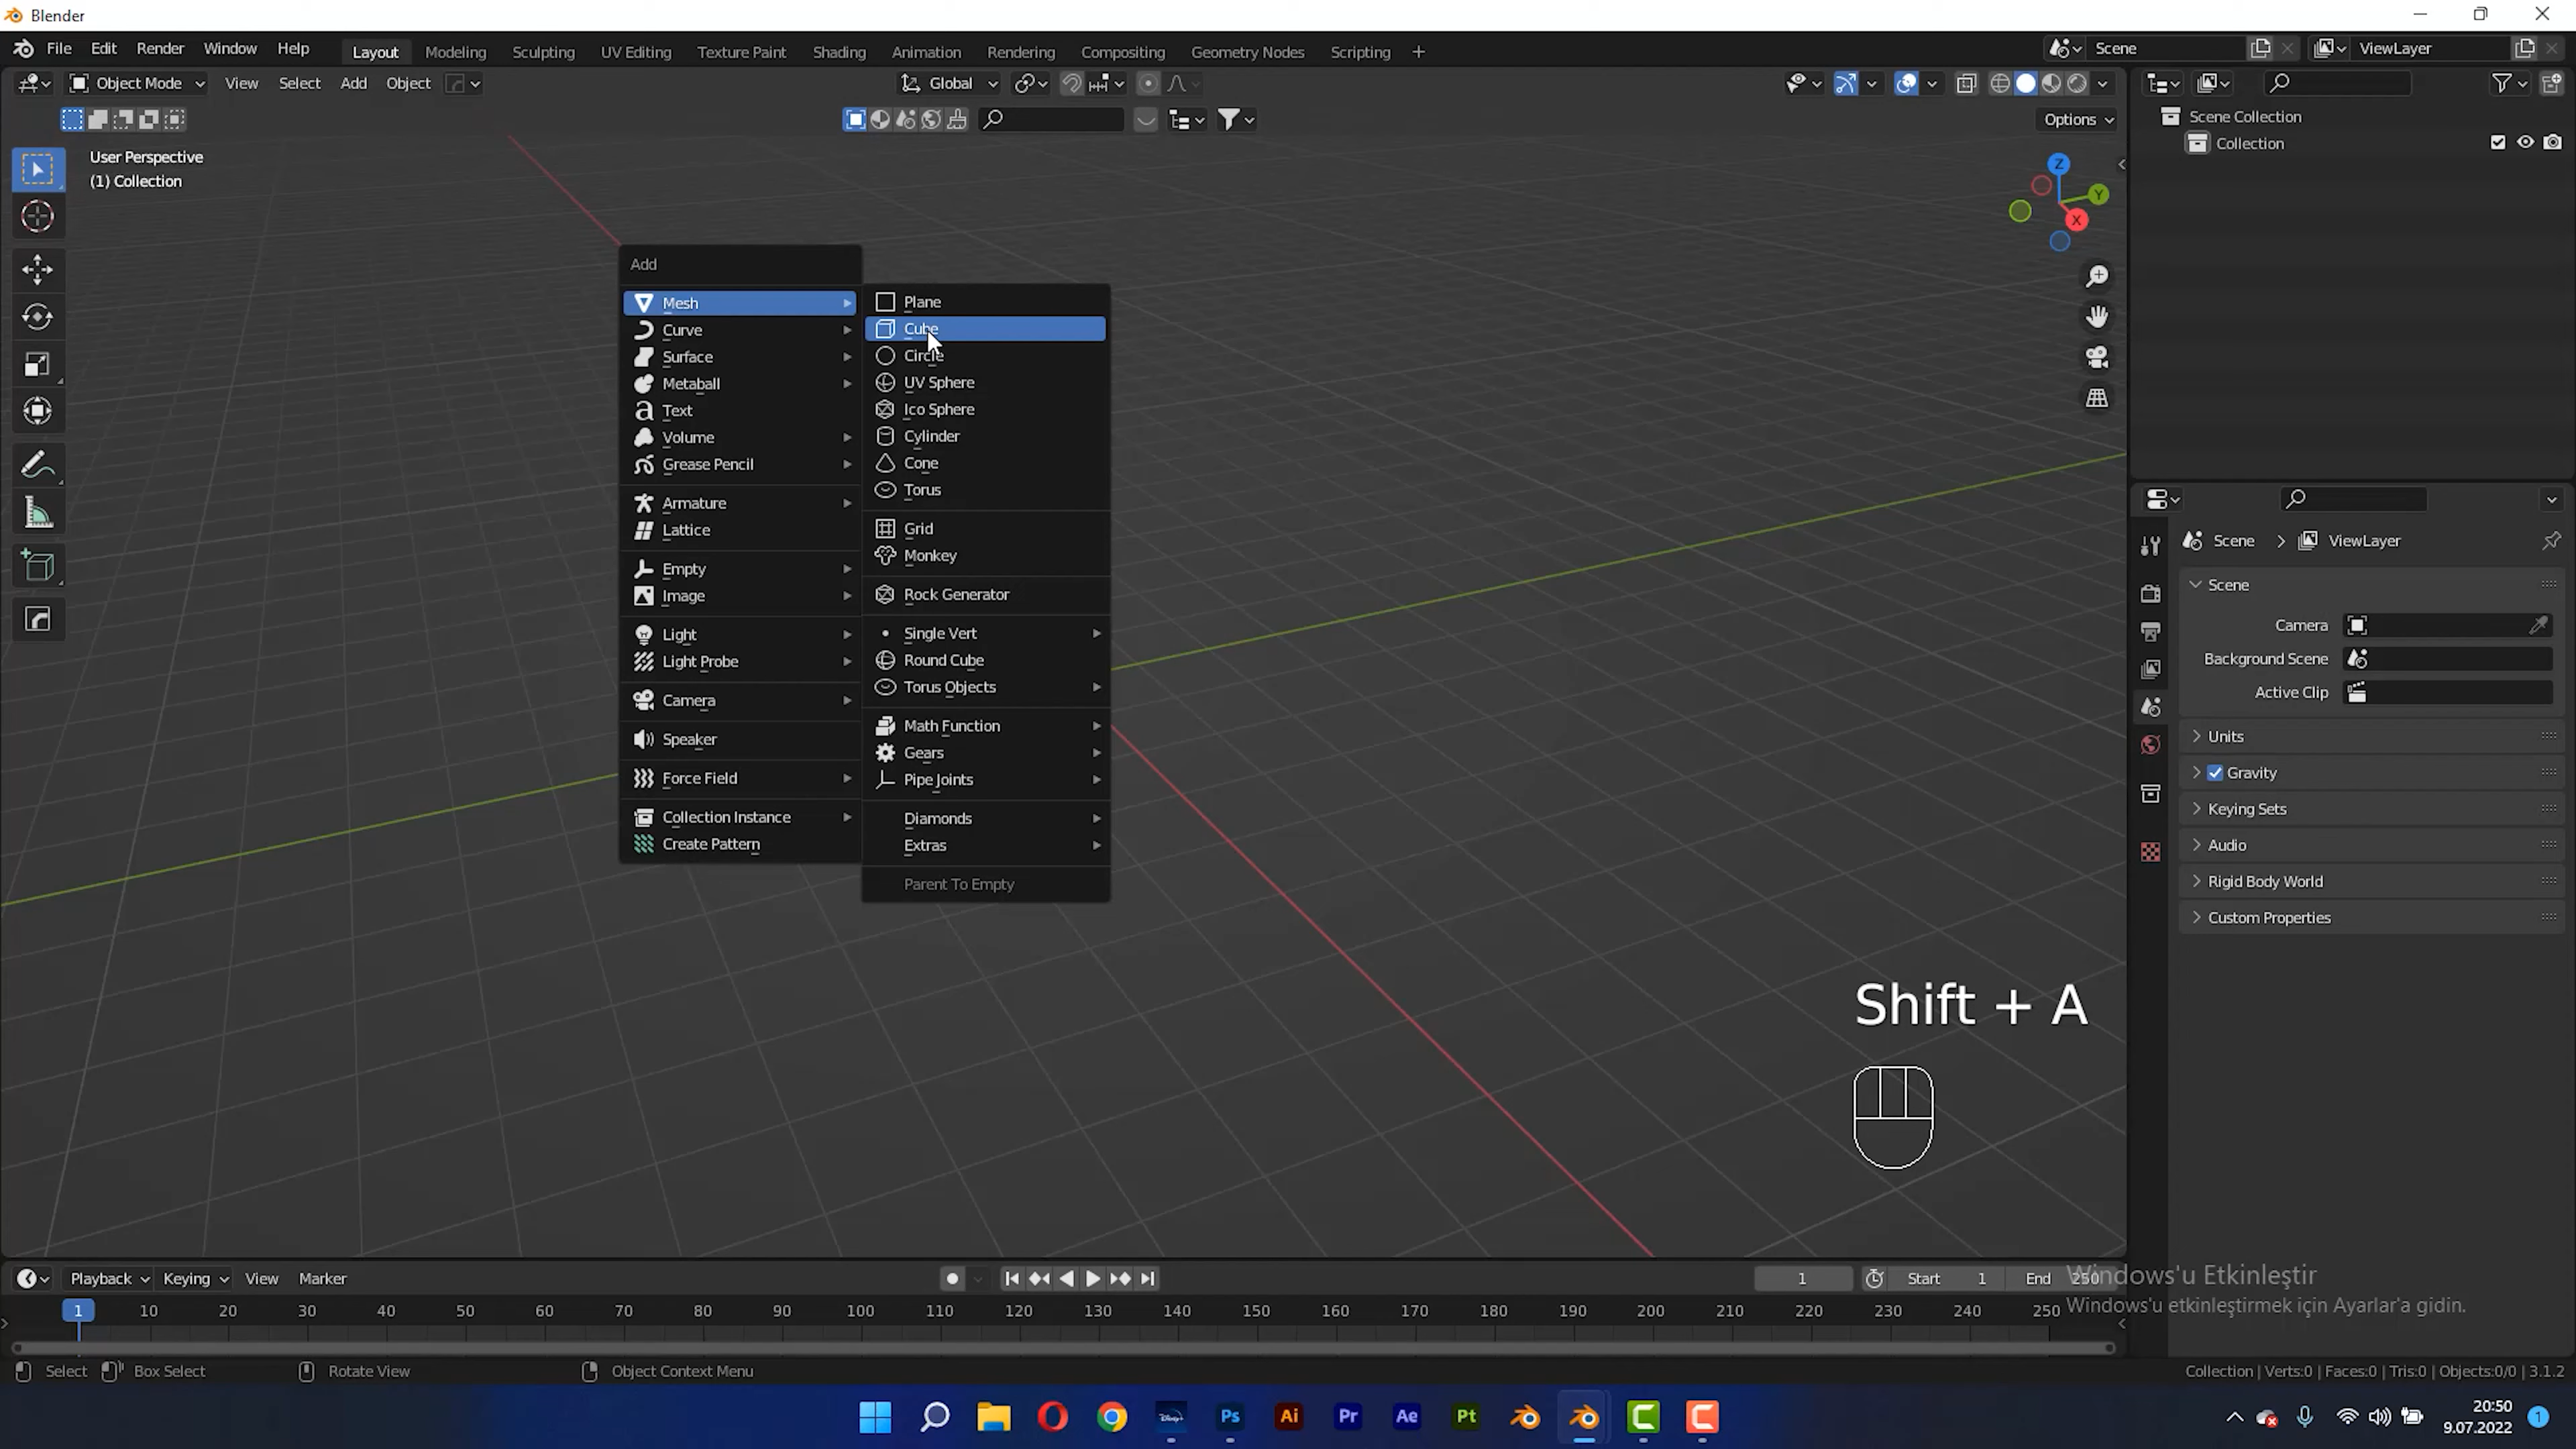 Blender
File Edit Render Window Help Layout Modeling Sculpting UV Editing Texture Paint Shading Animation Rendering Compositing Geometry Nodes Scripting + Scene ViewLayer
Object Mode View Select Add Object Global
Options
User Perspective
(1) Collection
Z
Y
X
Scene Collection
Collection
Add
Mesh
Curve
Surface
Metaball
Text
Volume
Grease Pencil
Armature
Lattice
Empty
Image
Light
Light Probe
Camera
Speaker
Force Field
Collection Instance
Create Pattern
Plane
Cube
Circle
UV Sphere
Ico Sphere
Cylinder
Cone
Torus
Grid
Monkey
Rock Generator
Single Vert
Round Cube
Torus Objects
Math Function
Gears
Pipe Joints
Diamonds
Extras
Parent To Empty
Scene > ViewLayer
Scene
Camera
Background Scene
Active Clip
Units
Gravity
Keying Sets
Audio
Rigid Body World
Custom Properties
Shift + A
Playback Keying View Marker 1 Start 1 End 250
1 10 20 30 40 50 60 70 80 90 100 110 120 130 140 150 160 170 180 190 200 210 220 230 240 250
Windows'u Etkinleştir
Windows'u etkinleştirmek için Ayarlar'a gidin.
Select Box Select Rotate View Object Context Menu Collection | Verts:0 | Faces:0 | Tris:0 | Objects:0/0 | 3.1.2
Disney+ Ps Ai Pr Ae Pt C C
20:50
9.07.2022
1